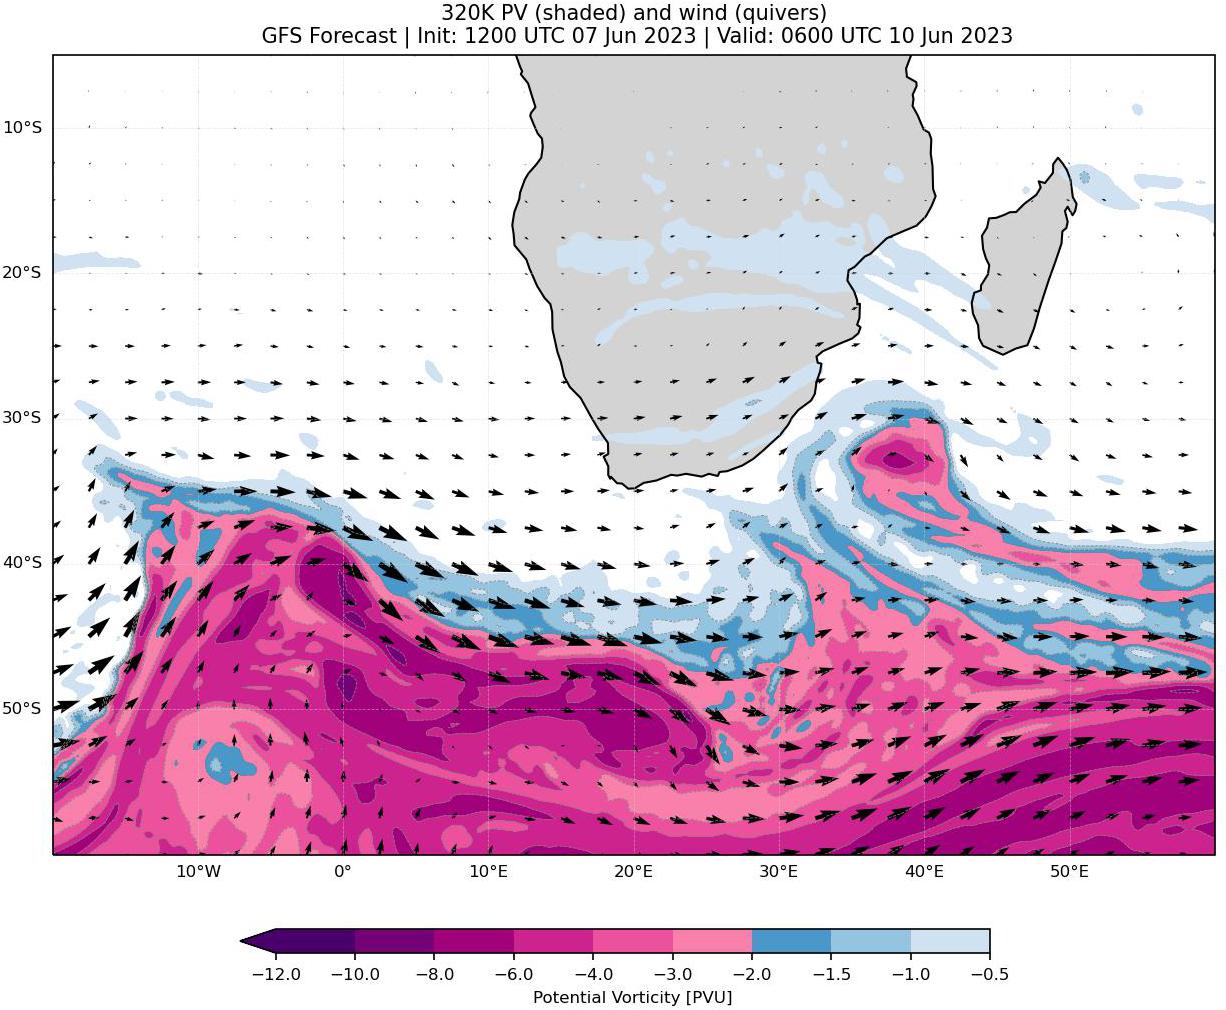 320K PV (shaded) and wind (quivers)
GFS Forecast | Init: 1200 UTC 07 Jun 2023 | Valid: 0600 UTC 10 Jun 2023
10°S
20°S
30°S
40°S
50°S
10°W 0° 10°E 20°E 30°E 40°E 50°E
−12.0 −10.0 −8.0 −6.0 −4.0 −3.0 −2.0 −1.5 −1.0 −0.5
Potential Vorticity [PVU]